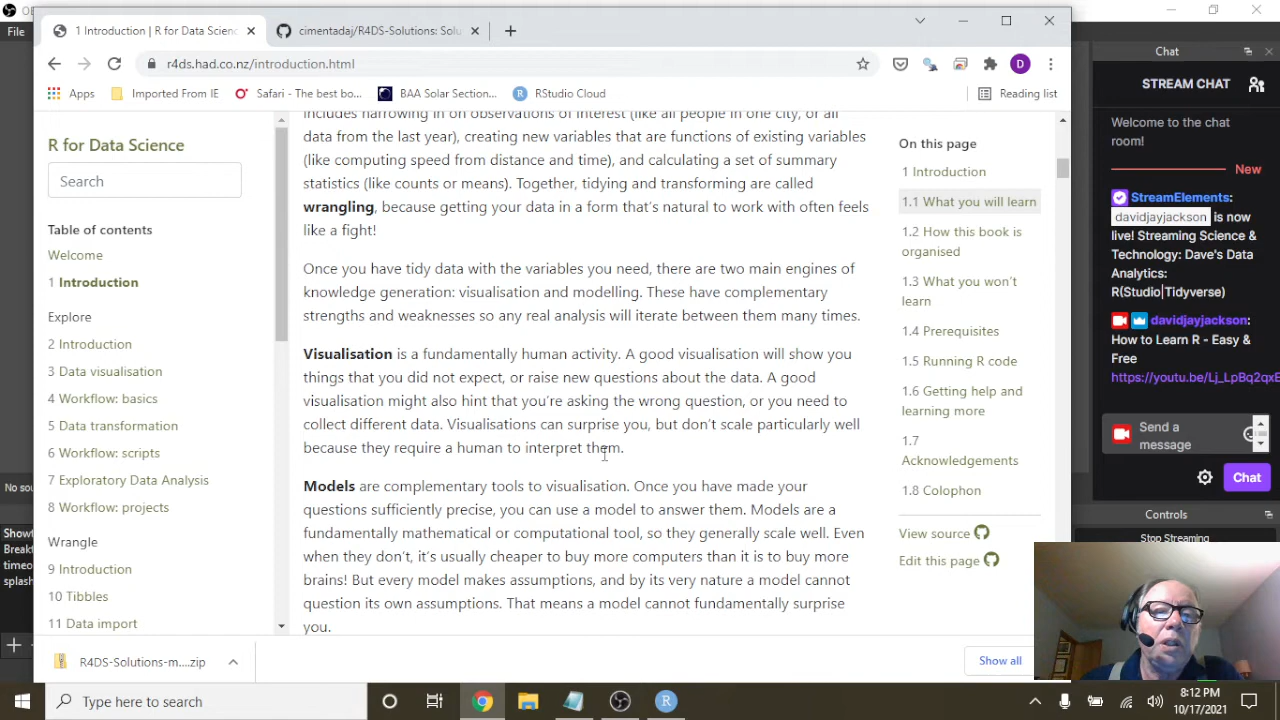 File
1 Introduction | R for Data Scienc
cimentadaj/R4DS-Solutions: Solu
r4ds.had.co.nz/introduction.html
D
Apps
Imported From IE
Safari - The best bo...
BAA Solar Section...
RStudio Cloud
Reading list
R for Data Science
Search
Table of contents
Welcome
1 Introduction
Explore
2 Introduction
3 Data visualisation
4 Workflow: basics
5 Data transformation
6 Workflow: scripts
7 Exploratory Data Analysis
8 Workflow: projects
Wrangle
9 Introduction
10 Tibbles
11 Data import
includes narrowing in on observations of interest (like all people in one city, or all
data from the last year), creating new variables that are functions of existing variables
(like computing speed from distance and time), and calculating a set of summary
statistics (like counts or means). Together, tidying and transforming are called
wrangling, because getting your data in a form that's natural to work with often feels
like a fight!
Once you have tidy data with the variables you need, there are two main engines of
knowledge generation: visualisation and modelling. These have complementary
strengths and weaknesses so any real analysis will iterate between them many times.
Visualisation is a fundamentally human activity. A good visualisation will show you
things that you did not expect, or raise new questions about the data. A good
visualisation might also hint that you're asking the wrong question, or you need to
collect different data. Visualisations can surprise you, but don't scale particularly well
because they require a human to interpret them.
Models are complementary tools to visualisation. Once you have made your
questions sufficiently precise, you can use a model to answer them. Models are a
fundamentally mathematical or computational tool, so they generally scale well. Even
when they don't, it's usually cheaper to buy more computers than it is to buy more
brains! But every model makes assumptions, and by its very nature a model cannot
question its own assumptions. That means a model cannot fundamentally surprise
you.
On this page
1 Introduction
1.1 What you will learn
1.2 How this book is
organised
1.3 What you won't
learn
1.4 Prerequisites
1.5 Running R code
1.6 Getting help and
learning more
1.7
Acknowledgements
1.8 Colophon
View source
Edit this page
Chat
STREAM CHAT
Welcome to the chat
room!
New
StreamElements:
davidjayjackson is now
live! Streaming Science &
Technology: Dave's Data
Analytics:
R(Studio|Tidyverse)
davidjayjackson:
How to Learn R - Easy &
Free
https://youtu.be/Lj_LpBq2qxE
Send a
message
Chat
Controls
Stop Streaming
No sou
Showt
Breakt
splash
R4DS-Solutions-m....zip
Show all
Type here to search
R
8:12 PM
10/17/2021